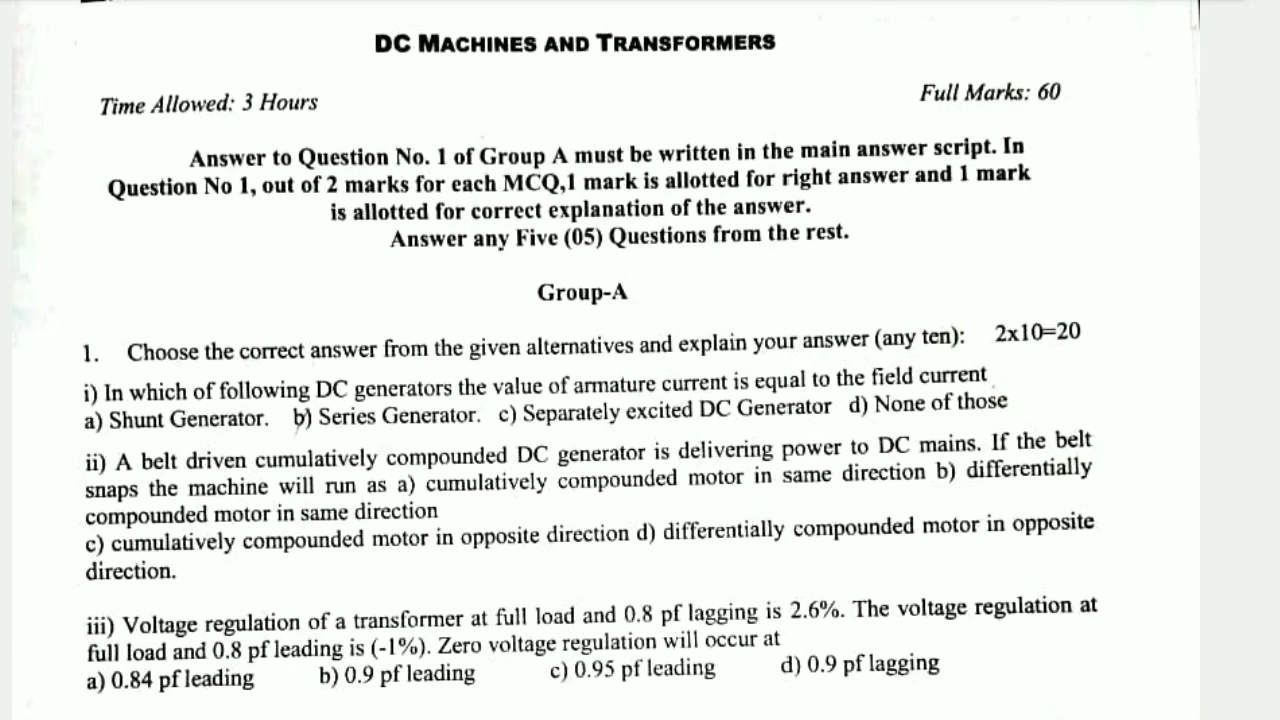 DC MACHINES AND TRANSFORMERS
Time Allowed: 3 Hours
Full Marks: 60
Answer to Question No. 1 of Group A must be written in the main answer script. In
Question No 1, out of 2 marks for each MCQ,1 mark is allotted for right answer and 1 mark
is allotted for correct explanation of the answer.
Answer any Five (05) Questions from the rest.
Group-A
1. Choose the correct answer from the given alternatives and explain your answer (any ten): 2x10=20
i) In which of following DC generators the value of armature current is equal to the field current
a) Shunt Generator. b) Series Generator. c) Separately excited DC Generator d) None of those
ii) A belt driven cumulatively compounded DC generator is delivering power to DC mains. If the belt
snaps the machine will run as a) cumulatively compounded motor in same direction b) differentially
compounded motor in same direction
c) cumulatively compounded motor in opposite direction d) differentially compounded motor in opposite
direction.
iii) Voltage regulation of a transformer at full load and 0.8 pf lagging is 2.6%. The voltage regulation at
full load and 0.8 pf leading is (-1%). Zero voltage regulation will occur at
a) 0.84 pf leading b) 0.9 pf leading c) 0.95 pf leading d) 0.9 pf lagging